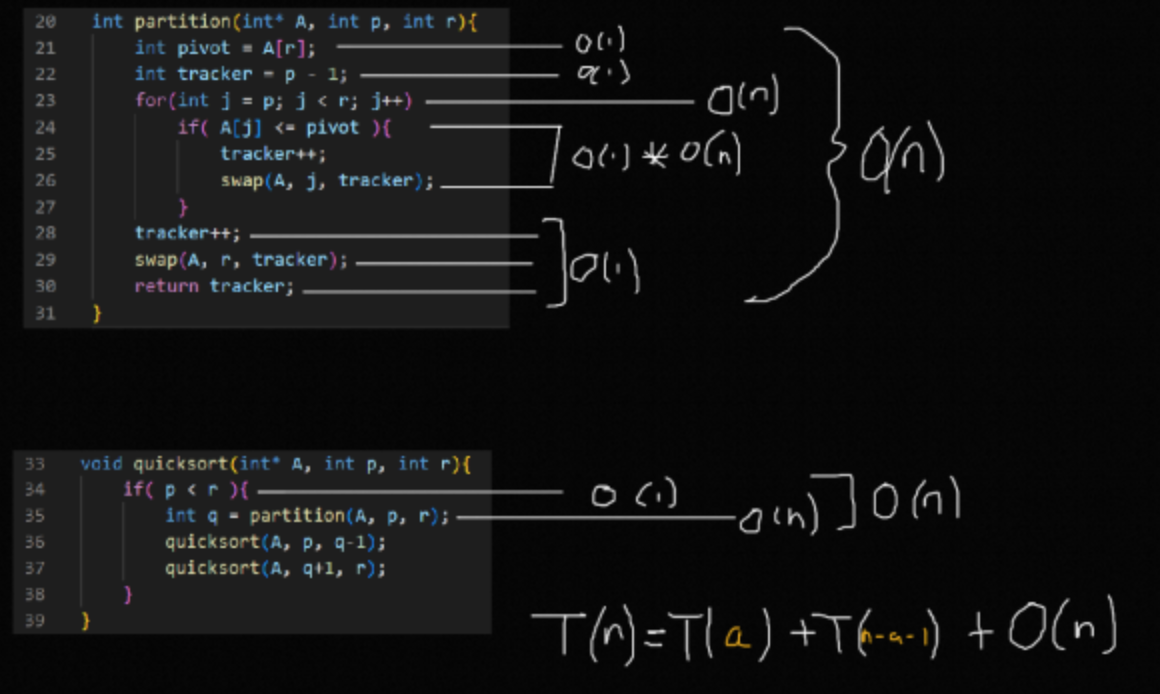 20 int partition(int* A, int p, int r){
21 int pivot = A[r]; O(1)
22 int tracker = p - 1; O(1)
23 for(int j = p; j < r; j++) O(n)
24 if( A[j] <= pivot ){
25 tracker++; O(1) * O(n) O(n)
26 swap(A, j, tracker);
27 }
28 tracker++;
29 swap(A, r, tracker); O(1)
30 return tracker;
31 }
33 void quicksort(int* A, int p, int r){
34 if( p < r ){ O(1)
35 int q = partition(A, p, r); O(n) O(n)
36 quicksort(A, p, q-1);
37 quicksort(A, q+1, r);
38 }
39 }
T(n)=T(a)+T(n-a-1) + O(n)